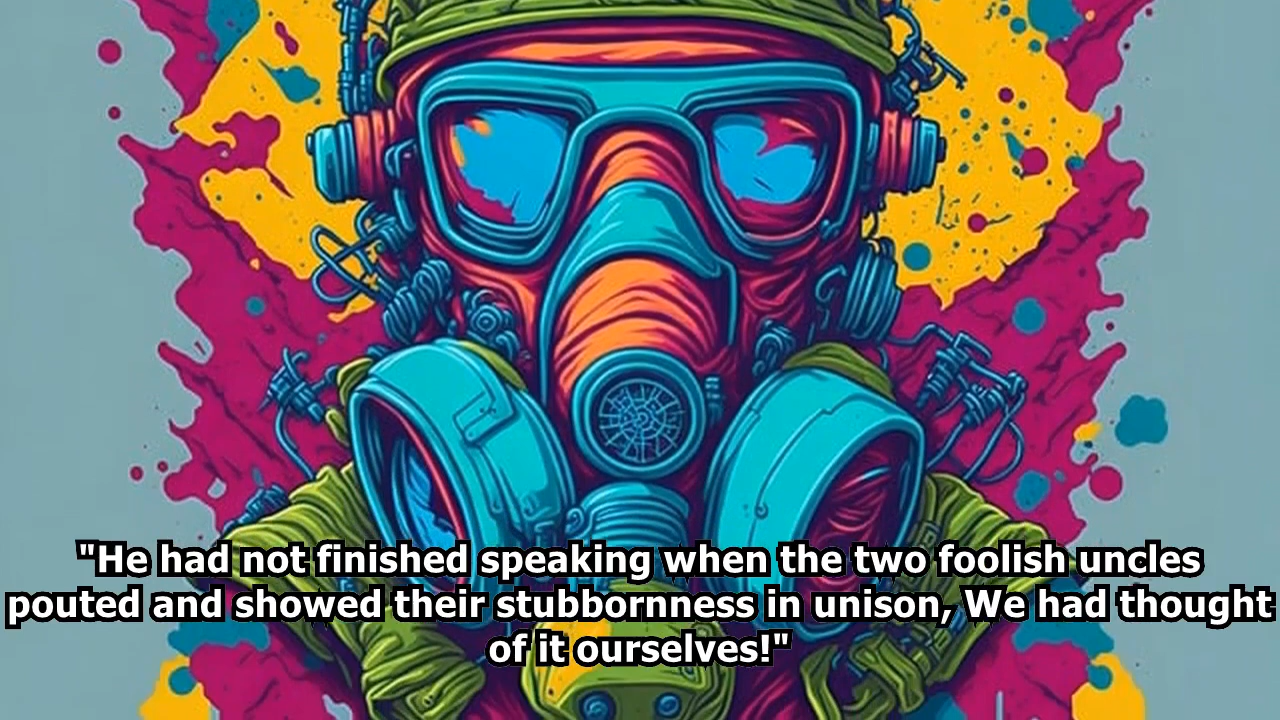 "He had not finished speaking when the two foolish uncles
pouted and showed their stubbornness in unison, We had thought
of it ourselves!"